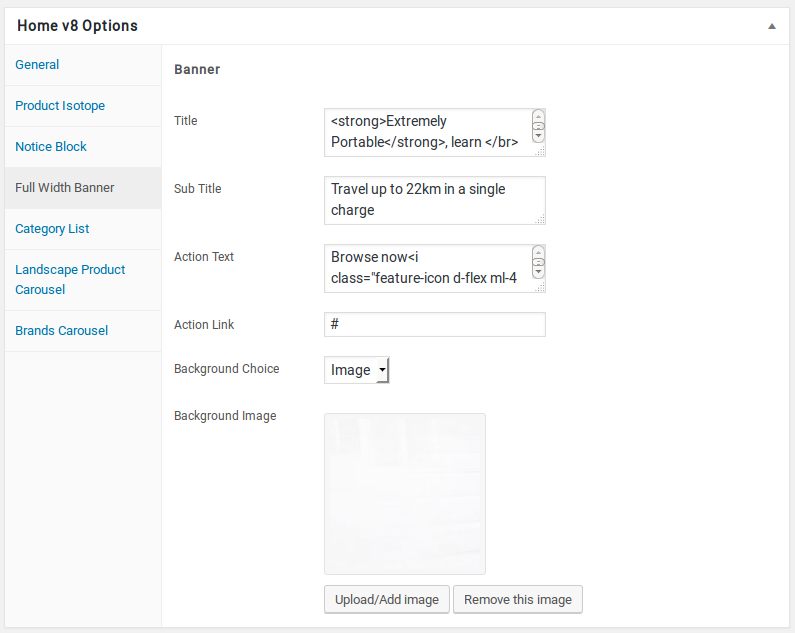 Home v8 Options
General
Product Isotope
Notice Block
Full Width Banner
Category List
Landscape Product
Carousel
Brands Carousel
Banner
Title
<strong>Extremely
Portable</strong>, learn </br>
Sub Title
Travel up to 22km in a single
charge
Action Text
Browse now<i
class="feature-icon d-flex ml-4
Action Link
#
Background Choice
Image
Background Image
Upload/Add image
Remove this image